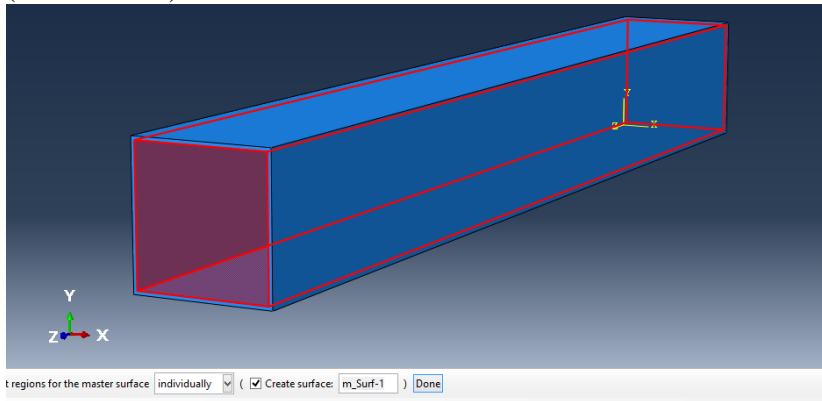 Y
Z X
Y
Z X
t regions for the master surface individually ( Create surface: m_Surf-1 ) Done